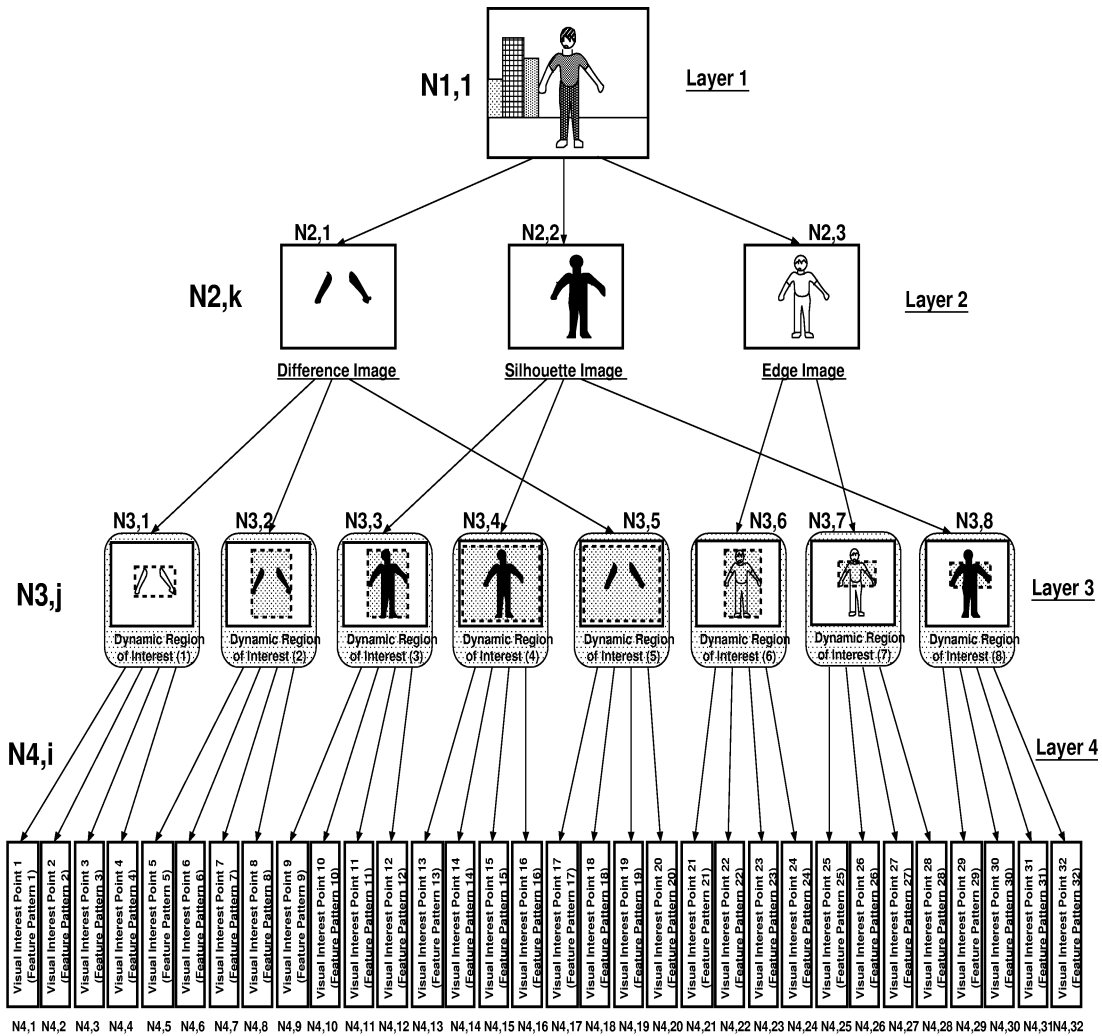 N1,1
Layer 1
N2,1
N2,2
N2,3
N2,k
Layer 2
Difference Image
Silhouette Image
Edge Image
N3,1
N3,2
N3,3
N3,4
N3,5
N3,6
N3,7
N3,8
N3,j
Layer 3
Dynamic Region
of Interest (1)
Dynamic Region
of Interest (2)
Dynamic Region
of Interest (3)
Dynamic Region
of Interest (4)
Dynamic Region
of Interest (5)
Dynamic Region
of Interest (6)
Dynamic Region
of Interest (7)
Dynamic Region
of Interest (8)
N4,i
Layer 4
Visual Interest Point 1
(Feature Pattern 1)
Visual Interest Point 2
(Feature Pattern 2)
Visual Interest Point 3
(Feature Pattern 3)
Visual Interest Point 4
(Feature Pattern 4)
Visual Interest Point 5
(Feature Pattern 5)
Visual Interest Point 6
(Feature Pattern 6)
Visual Interest Point 7
(Feature Pattern 7)
Visual Interest Point 8
(Feature Pattern 8)
Visual Interest Point 9
(Feature Pattern 9)
Visual Interest Point 10
(Feature Pattern 10)
Visual Interest Point 11
(Feature Pattern 11)
Visual Interest Point 12
(Feature Pattern 12)
Visual Interest Point 13
(Feature Pattern 13)
Visual Interest Point 14
(Feature Pattern 14)
Visual Interest Point 15
(Feature Pattern 15)
Visual Interest Point 16
(Feature Pattern 16)
Visual Interest Point 17
(Feature Pattern 17)
Visual Interest Point 18
(Feature Pattern 18)
Visual Interest Point 19
(Feature Pattern 19)
Visual Interest Point 20
(Feature Pattern 20)
Visual Interest Point 21
(Feature Pattern 21)
Visual Interest Point 22
(Feature Pattern 22)
Visual Interest Point 23
(Feature Pattern 23)
Visual Interest Point 24
(Feature Pattern 24)
Visual Interest Point 25
(Feature Pattern 25)
Visual Interest Point 26
(Feature Pattern 26)
Visual Interest Point 27
(Feature Pattern 27)
Visual Interest Point 28
(Feature Pattern 28)
Visual Interest Point 29
(Feature Pattern 29)
Visual Interest Point 30
(Feature Pattern 30)
Visual Interest Point 31
(Feature Pattern 31)
Visual Interest Point 32
(Feature Pattern 32)
N4,1 N4,2 N4,3 N4,4 N4,5 N4,6 N4,7 N4,8 N4,9 N4,10 N4,11 N4,12 N4,13 N4,14 N4,15 N4,16 N4,17 N4,18 N4,19 N4,20 N4,21 N4,22 N4,23 N4,24 N4,25 N4,26 N4,27 N4,28 N4,29 N4,30 N4,31 N4,32